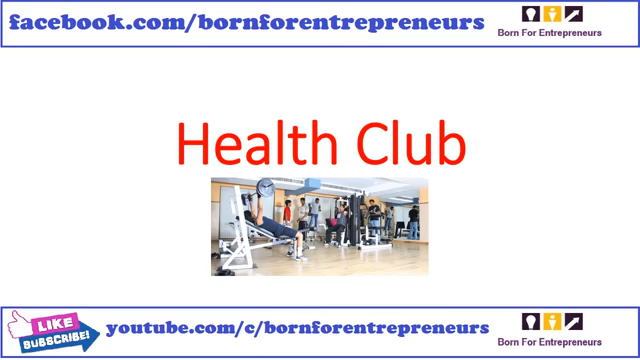 facebook.com/bornforentrepreneurs
Born For Entrepreneurs
Health Club
LIKE
SUBSCRIBE!
youtube.com/c/bornforentrepreneurs
Born For Entrepreneurs